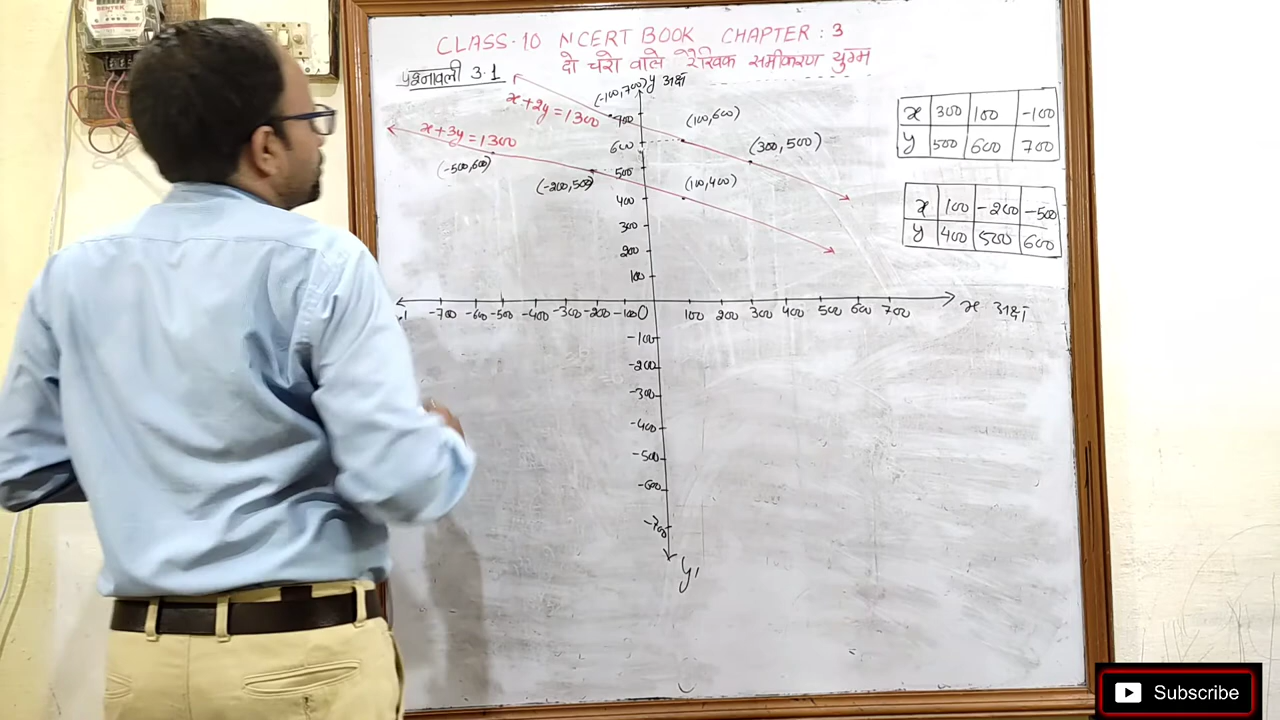 CLASS-10 NCERT BOOK CHAPTER : 3
दो चरो वाले रैखिक समीकरण युग्म
प्रश्नावली 3.1
(-100,700) y अक्ष
x+2y=1300
x+3y=1300
(100,600)
(300,500)
(-500,600)
(-200,500)
(100,400)
x 300 100 -100
y 500 600 700
x 100 -200 -500
y 400 500 600
700
600
500
400
300
200
100
-700 -600 -500 -400 -300 -200 -100 0 100 200 300 400 500 600 700 x अक्ष
-100
-200
-300
-400
-500
-600
-700
y'
Subscribe